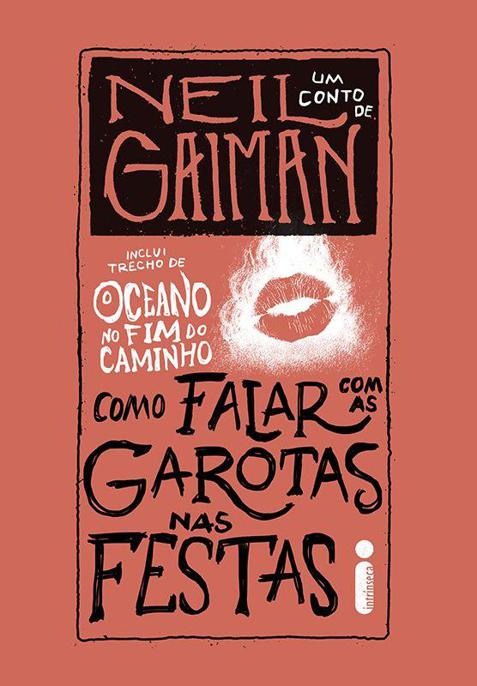 UM
CONTO
DE
NEIL
GAIMAN
INCLUI
TRECHO DE
O OCEANO
NO FIM DO
CAMINHO
COMO FALAR COM AS
GAROTAS
NAS
FESTAS
intrínseca